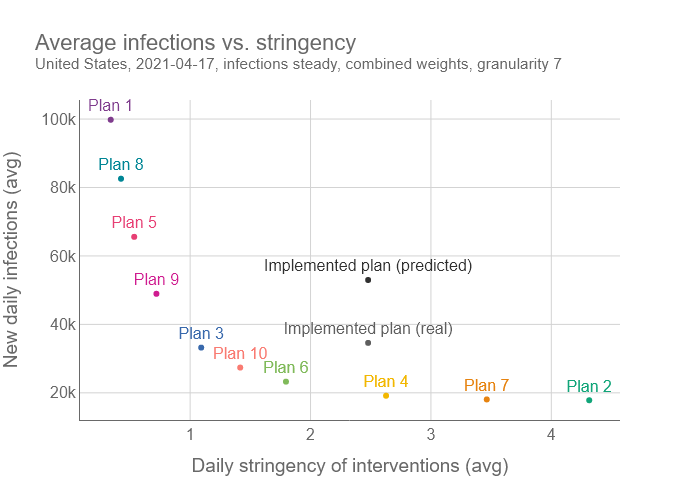 Average infections vs. stringency
United States, 2021-04-17, infections steady, combined weights, granularity 7
New daily infections (avg)
100k
80k
60k
40k
20k
Plan 1
Plan 8
Plan 5
Plan 9
Implemented plan (predicted)
Plan 3
Implemented plan (real)
Plan 10
Plan 6
Plan 4
Plan 7
Plan 2
1
2
3
4
Daily stringency of interventions (avg)